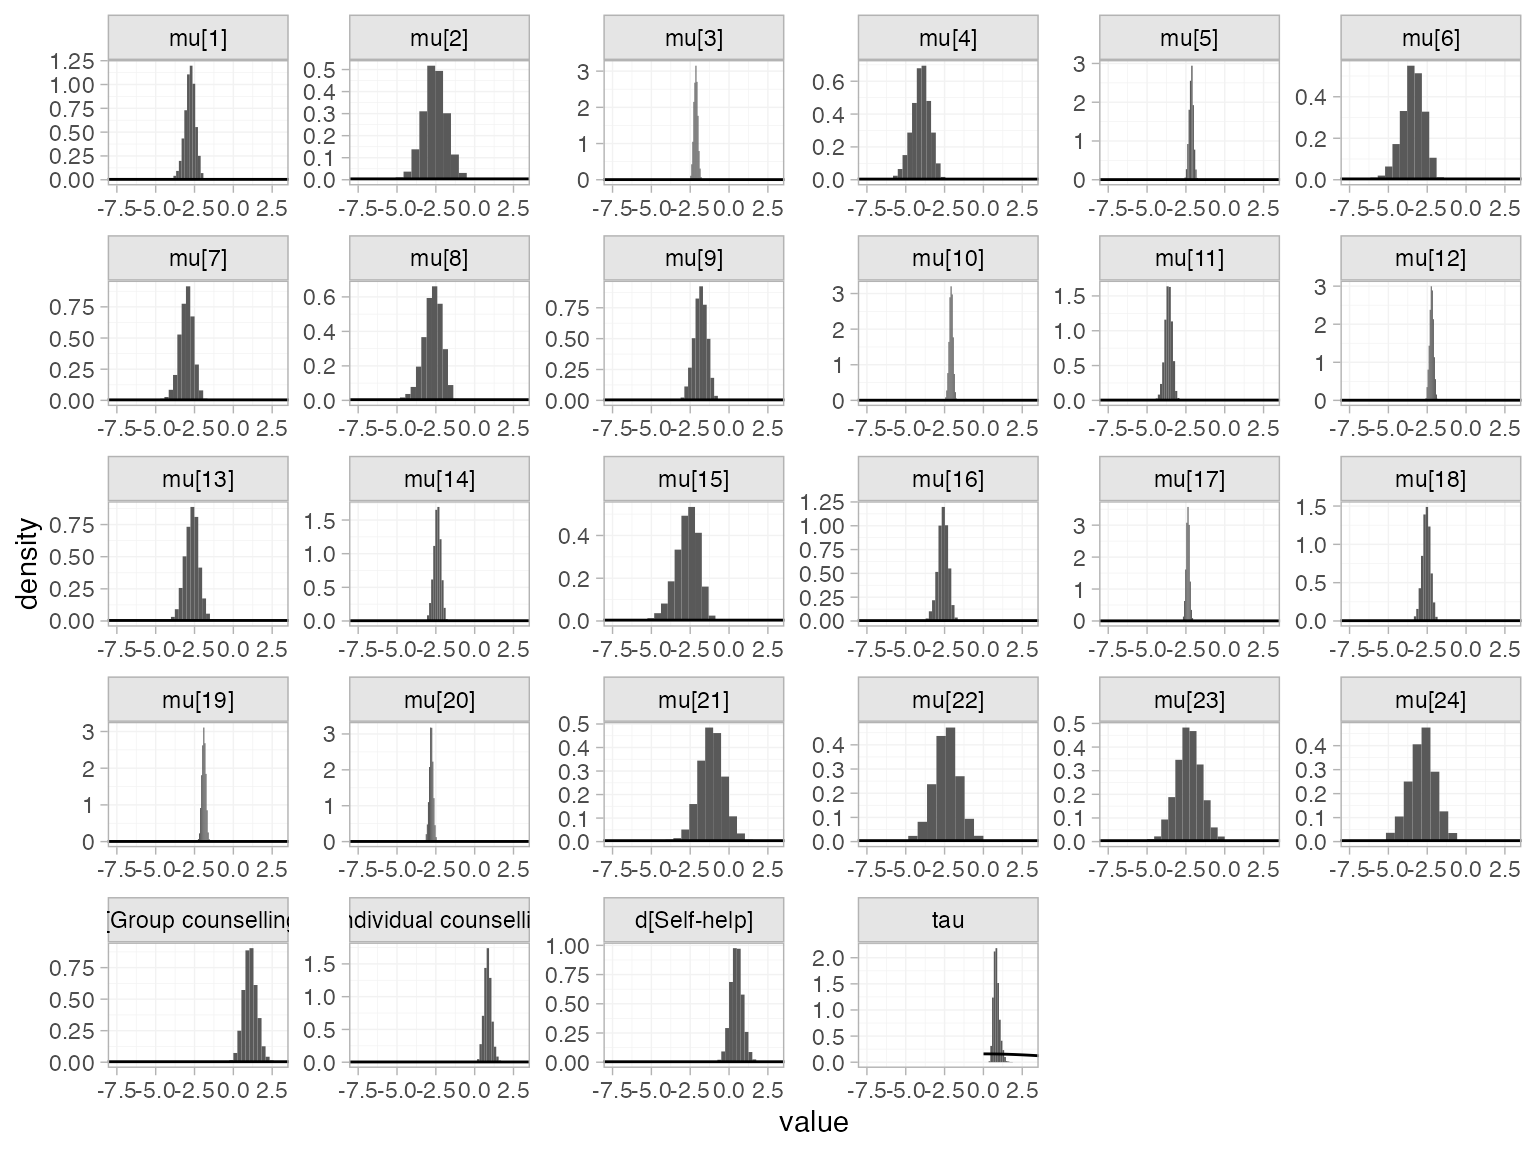 mu[1] mu[2] mu[3] mu[4] mu[5] mu[6]
1.25 1.00 0.75 0.50 0.25 0.00
0.5 0.4 0.3 0.2 0.1 0.0
3 2 1 0
0.6 0.4 0.2 0.0
3 2 1 0
0.4 0.2 0.0
-7.5 -5.0 -2.5 0.0 2.5 -7.5 -5.0 -2.5 0.0 2.5 -7.5 -5.0 -2.5 0.0 2.5 -7.5 -5.0 -2.5 0.0 2.5 -7.5 -5.0 -2.5 0.0 2.5 -7.5 -5.0 -2.5 0.0 2.5
mu[7] mu[8] mu[9] mu[10] mu[11] mu[12]
0.75 0.50 0.25 0.00
0.6 0.4 0.2 0.0
0.75 0.50 0.25 0.00
3 2 1 0
1.5 1.0 0.5 0.0
3 2 1 0
-7.5 -5.0 -2.5 0.0 2.5 -7.5 -5.0 -2.5 0.0 2.5 -7.5 -5.0 -2.5 0.0 2.5 -7.5 -5.0 -2.5 0.0 2.5 -7.5 -5.0 -2.5 0.0 2.5 -7.5 -5.0 -2.5 0.0 2.5
mu[13] mu[14] mu[15] mu[16] mu[17] mu[18]
0.75 0.50 0.25 0.00
1.5 1.0 0.5 0.0
0.4 0.2 0.0
1.25 1.00 0.75 0.50 0.25 0.00
3 2 1 0
1.5 1.0 0.5 0.0
-7.5 -5.0 -2.5 0.0 2.5 -7.5 -5.0 -2.5 0.0 2.5 -7.5 -5.0 -2.5 0.0 2.5 -7.5 -5.0 -2.5 0.0 2.5 -7.5 -5.0 -2.5 0.0 2.5 -7.5 -5.0 -2.5 0.0 2.5
density
mu[19] mu[20] mu[21] mu[22] mu[23] mu[24]
3 2 1 0
3 2 1 0
0.5 0.4 0.3 0.2 0.1 0.0
0.4 0.3 0.2 0.1 0.0
0.5 0.4 0.3 0.2 0.1 0.0
0.4 0.3 0.2 0.1 0.0
-7.5 -5.0 -2.5 0.0 2.5 -7.5 -5.0 -2.5 0.0 2.5 -7.5 -5.0 -2.5 0.0 2.5 -7.5 -5.0 -2.5 0.0 2.5 -7.5 -5.0 -2.5 0.0 2.5 -7.5 -5.0 -2.5 0.0 2.5
[Group counselling ndividual counselli d[Self-help] tau
0.75 0.50 0.25 0.00
1.5 1.0 0.5 0.0
1.00 0.75 0.50 0.25 0.00
2.0 1.5 1.0 0.5 0.0
-7.5 -5.0 -2.5 0.0 2.5 -7.5 -5.0 -2.5 0.0 2.5 -7.5 -5.0 -2.5 0.0 2.5 -7.5 -5.0 -2.5 0.0 2.5
value